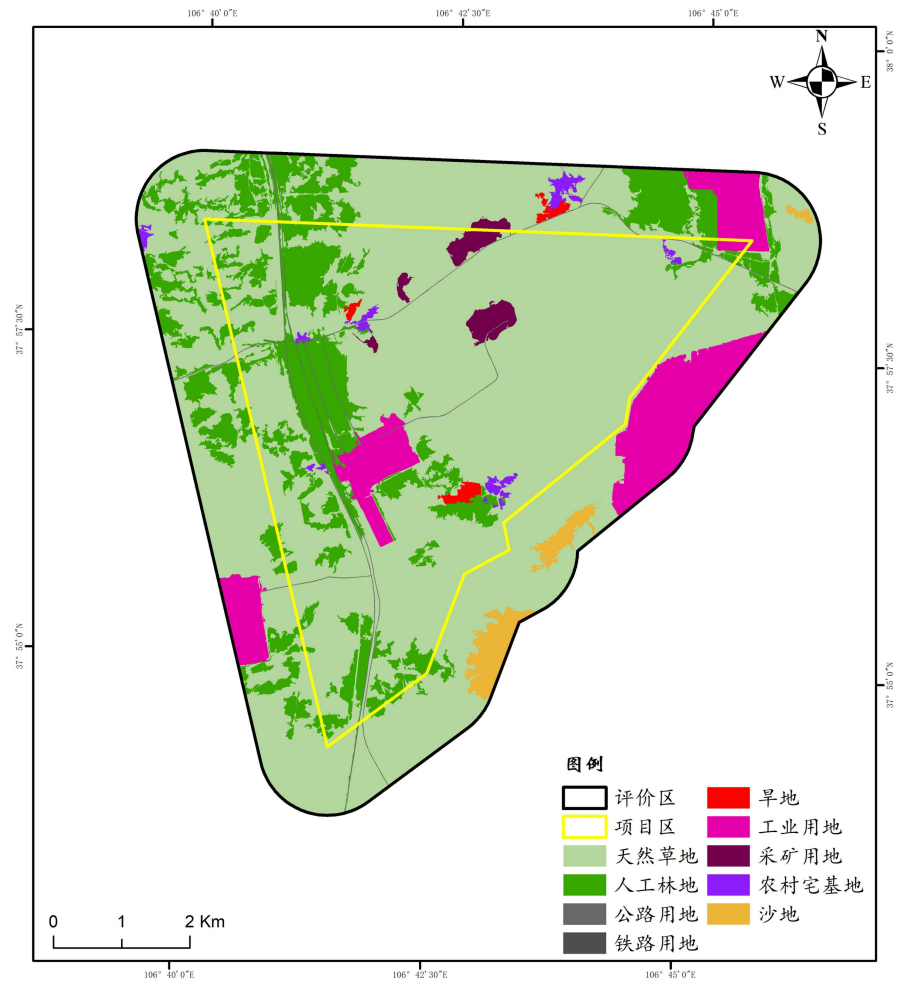 106° 40′0″E
106° 42′30″E
106° 45′0″E
38° 0′0″N
N
W
E
S
37° 57′30″N
37° 57′30″N
37° 55′0″N
37° 55′0″N
图例
评价区
旱地
项目区
工业用地
天然草地
采矿用地
人工林地
农村宅基地
公路用地
沙地
铁路用地
0 1 2 Km
106° 40′0″E
106° 42′30″E
106° 45′0″E